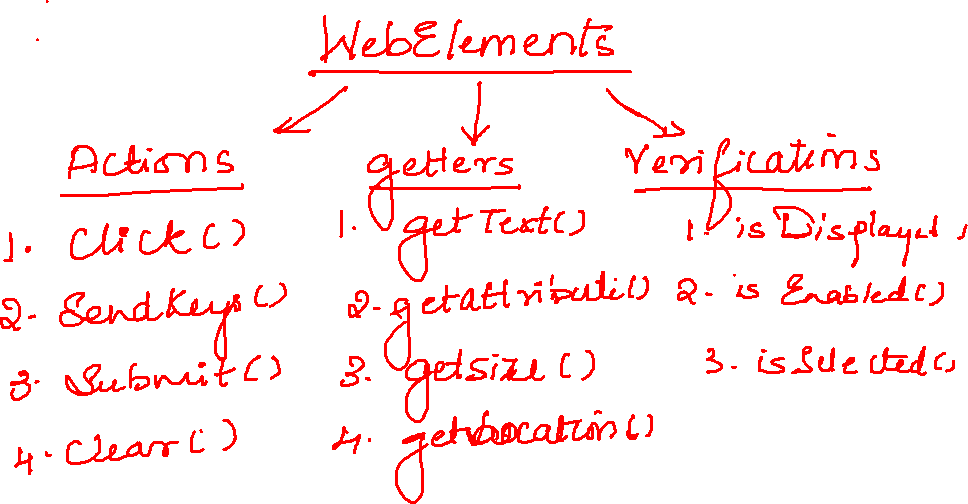 WebElements
Actions
getters
Verifications
1. Click()
2. Sendkeys()
3. Submit()
4. Clear()
1. getText()
2. getattribute()
3. getsize()
4. getLocation()
1. isDisplayed
2. is Enabled()
3. isSelected()